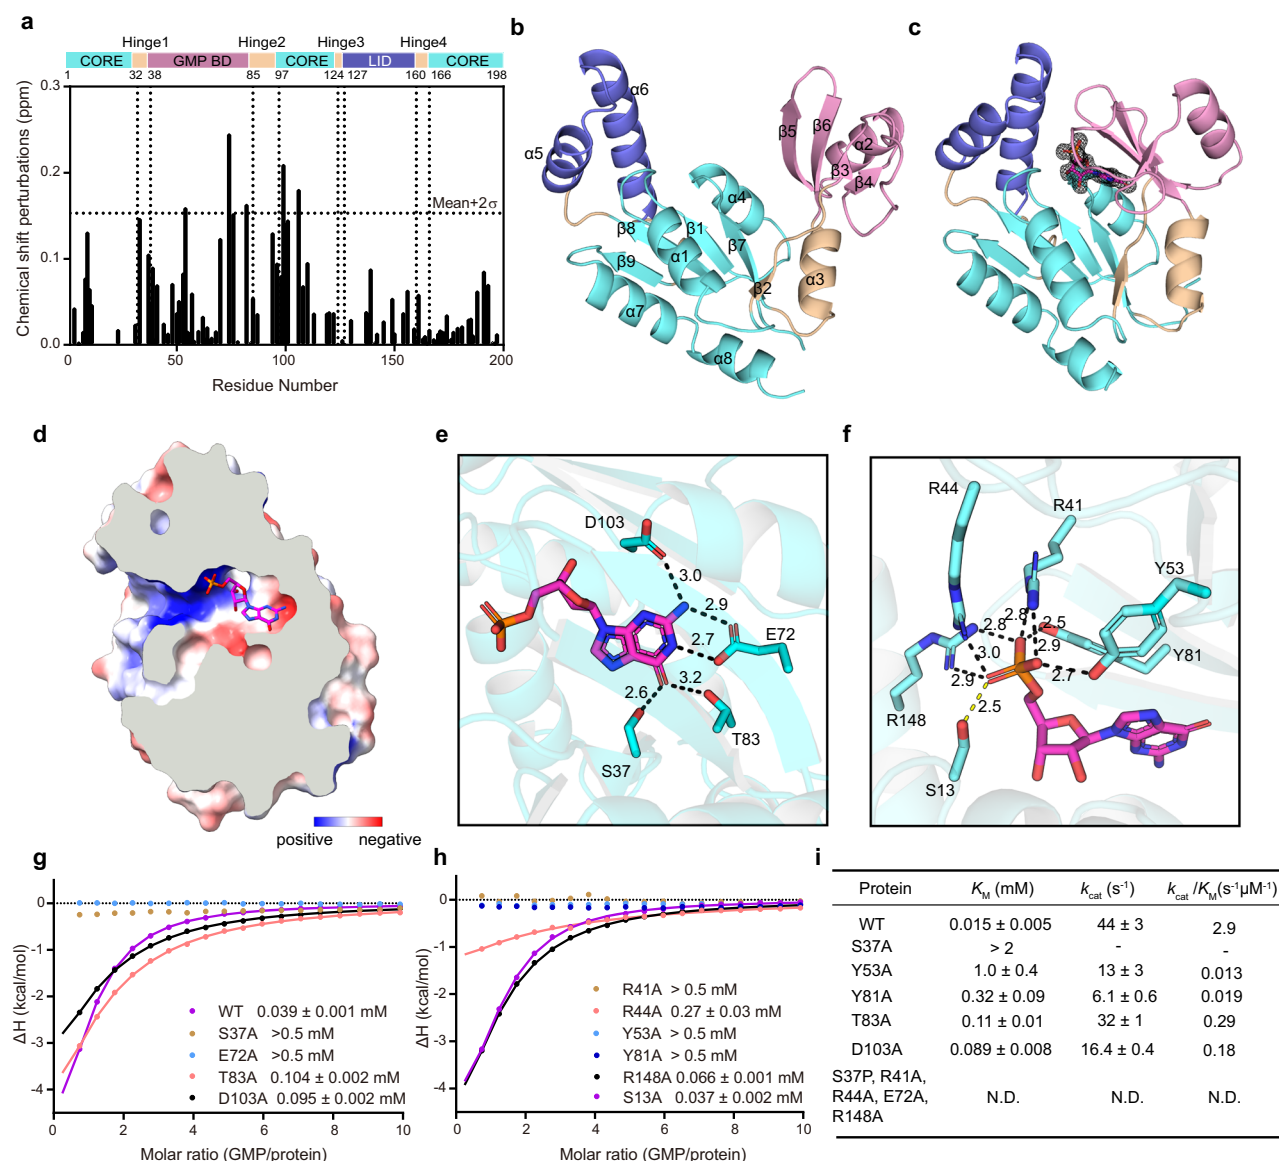 a
Hinge1 Hinge2 Hinge3 Hinge4
CORE GMP BD CORE LID CORE
1 32 38 85 97 124 127 160 166 198
Chemical shift perturbations (ppm)
0.3
0.2
0.1
0.0
Mean+2σ
0 50 100 150 200
Residue Number
b
α6
α5
β5
β6
α2
β3
β4
α4
β8
β1
β7
α1
β9
β2
α3
α7
α8
c
d
positive negative
e
D103
3.0
2.9
E72
2.7
3.2
2.6
T83
S37
f
R44
R41
Y53
2.8
2.8
2.5
3.0
2.9
Y81
2.9
2.7
R148
2.5
S13
g
ΔH (kcal/mol)
0
-1
-2
-3
-4
WT 0.039 ± 0.001 mM
S37A >0.5 mM
E72A >0.5 mM
T83A 0.104 ± 0.002 mM
D103A 0.095 ± 0.002 mM
0 2 4 6 8 10
Molar ratio (GMP/protein)
h
ΔH (kcal/mol)
0
-1
-2
-3
-4
R41A > 0.5 mM
R44A 0.27 ± 0.03 mM
Y53A > 0.5 mM
Y81A > 0.5 mM
R148A 0.066 ± 0.001 mM
S13A 0.037 ± 0.002 mM
0 2 4 6 8 10
Molar ratio (GMP/protein)
i
Protein KM (mM) kcat (s-1) kcat /KM(s-1μM-1)
WT 0.015 ± 0.005 44 ± 3 2.9
S37A > 2 - -
Y53A 1.0 ± 0.4 13 ± 3 0.013
Y81A 0.32 ± 0.09 6.1 ± 0.6 0.019
T83A 0.11 ± 0.01 32 ± 1 0.29
D103A 0.089 ± 0.008 16.4 ± 0.4 0.18
S37P, R41A,
R44A, E72A, N.D. N.D. N.D.
R148A